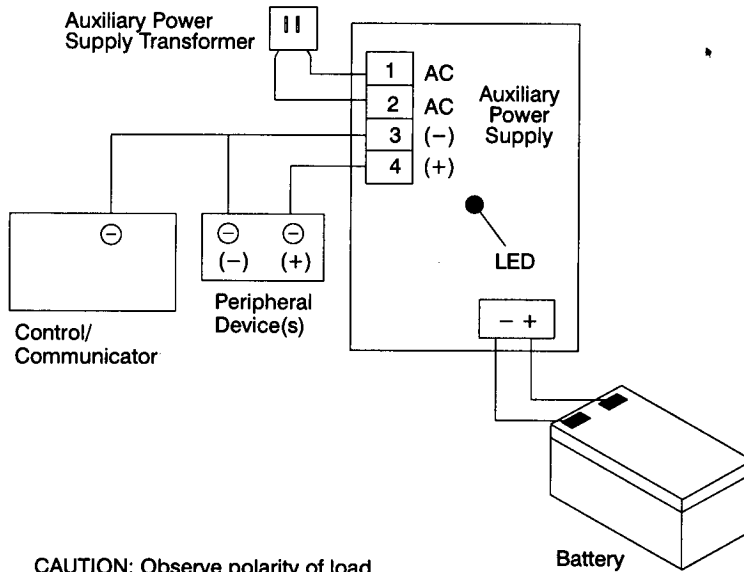 Auxiliary Power
Supply Transformer
1 AC
2 AC
3 (−)
4 (+)
Auxiliary
Power
Supply
LED
− +
(−) (+)
Peripheral
Device(s)
Control/
Communicator
Battery
CAUTION: Observe polarity of load